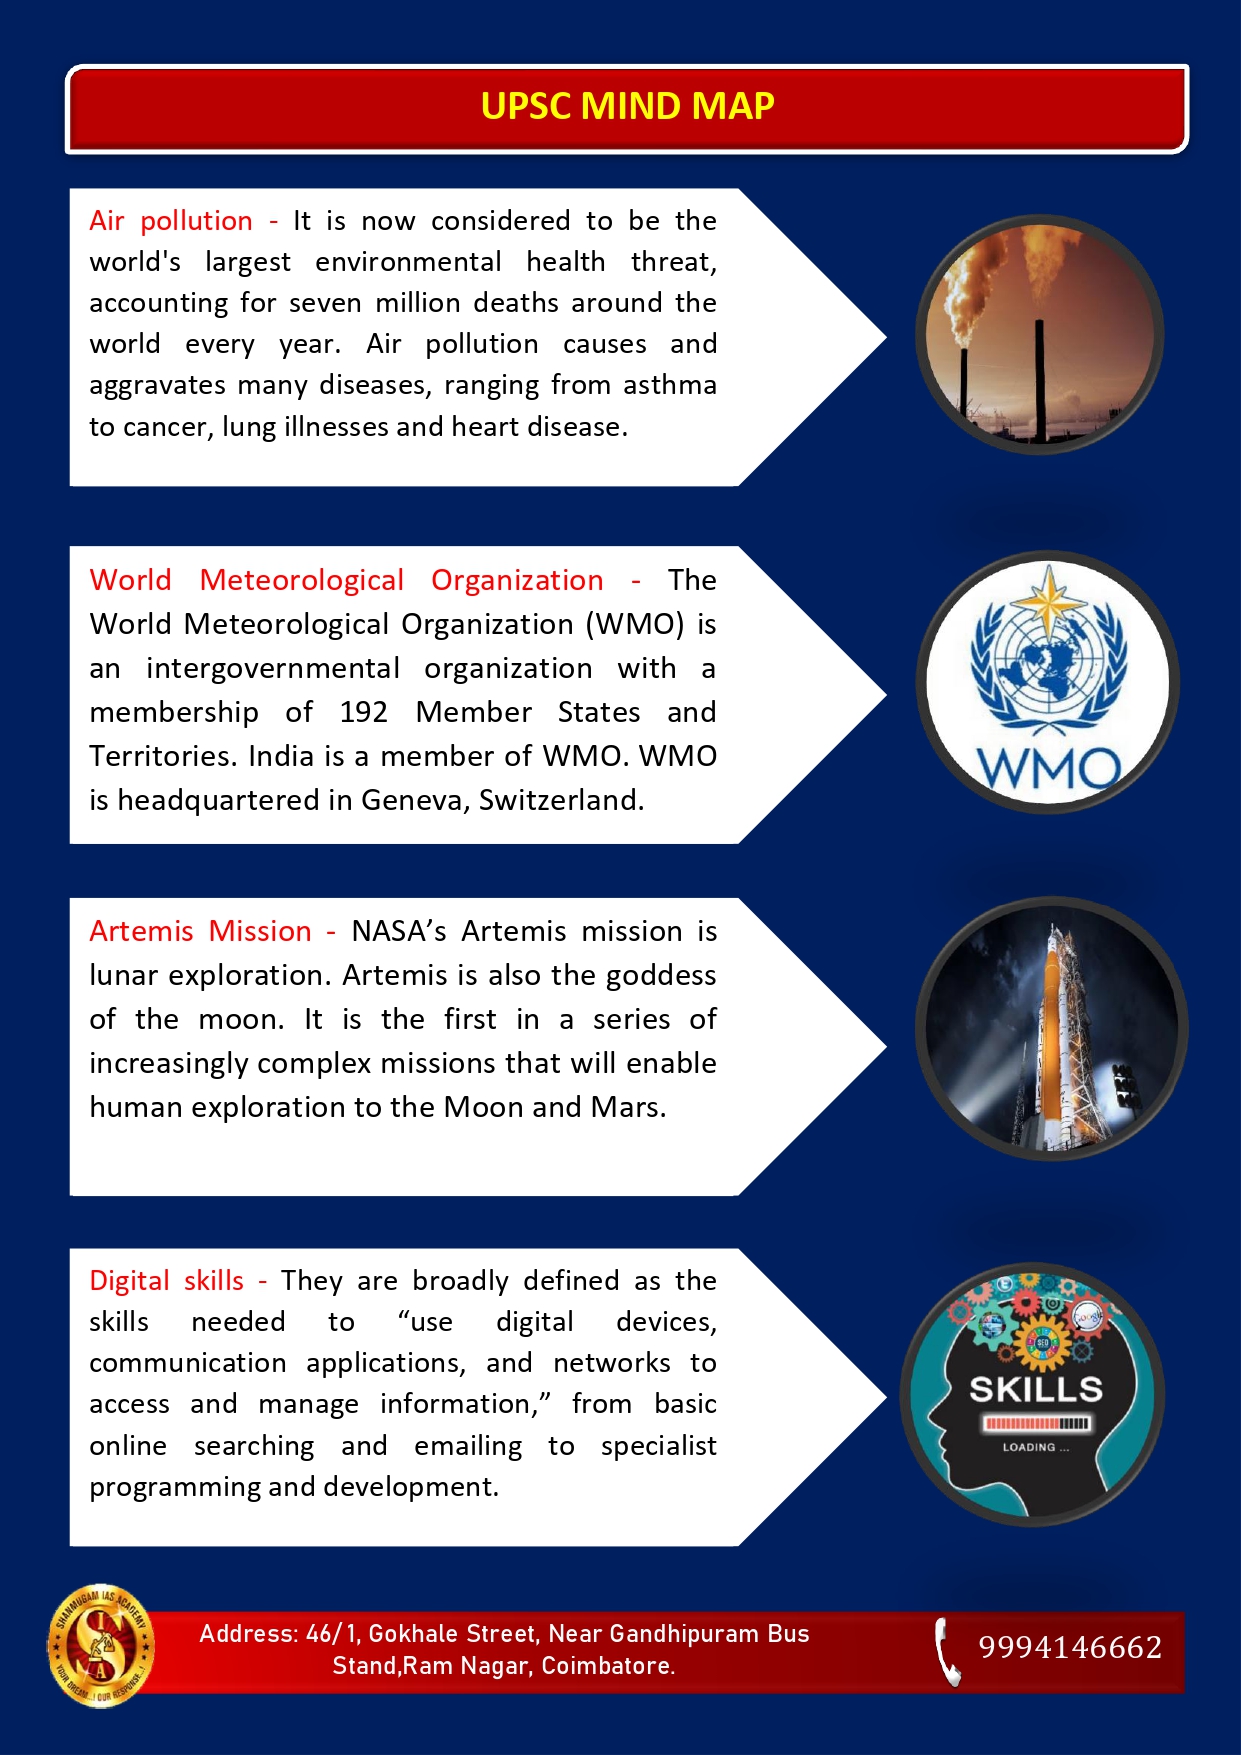 UPSC MIND MAP
Air pollution - It is now considered to be the
world's largest environmental health threat,
accounting for seven million deaths around the
world every year. Air pollution causes and
aggravates many diseases, ranging from asthma
to cancer, lung illnesses and heart disease.
World Meteorological Organization - The
World Meteorological Organization (WMO) is
an intergovernmental organization with a
membership of 192 Member States and
Territories. India is a member of WMO. WMO
is headquartered in Geneva, Switzerland.
WMO
Artemis Mission - NASA’s Artemis mission is
lunar exploration. Artemis is also the goddess
of the moon. It is the first in a series of
increasingly complex missions that will enable
human exploration to the Moon and Mars.
Digital skills - They are broadly defined as the
skills needed to “use digital devices,
communication applications, and networks to
access and manage information,” from basic
online searching and emailing to specialist
programming and development.
Google
SEO
SKILLS
LOADING ...
SHANMUGAM IAS ACADEMY
SIA
YOUR DREAM...! OUR RESPONSE...!
Address: 46/1, Gokhale Street, Near Gandhipuram Bus
Stand,Ram Nagar, Coimbatore.
9994146662